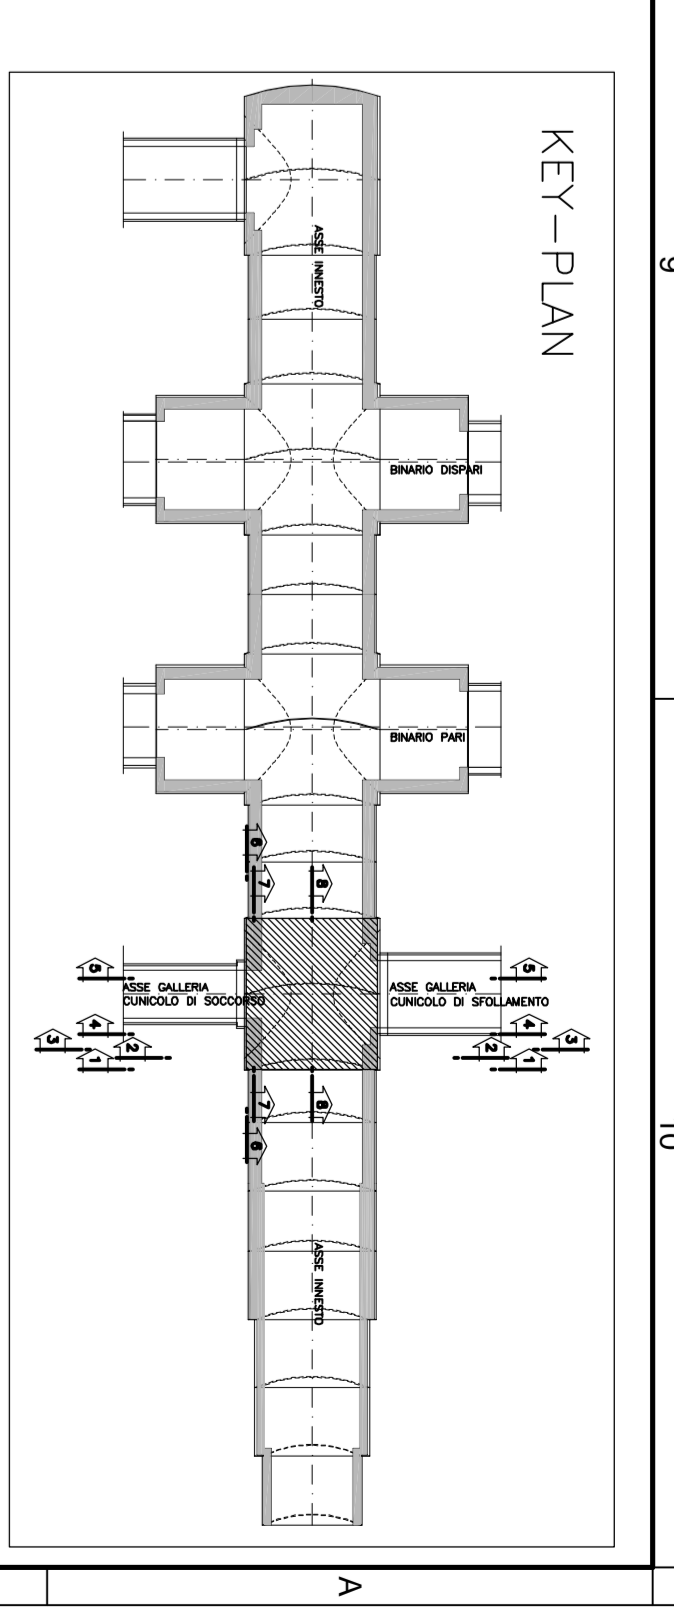 KEY-PLAN
9
ASSE INNESTO
BINARIO DISPARI
BINARIO PARI
6
7
8
5
5
ASSE GALLERIA
CUNICOLO DI SOCCORSO
ASSE GALLERIA
CUNICOLO DI SFOLLAMENTO
4
4
3
3
2
2
1
1
7
8
6
10
ASSE INNESTO
A